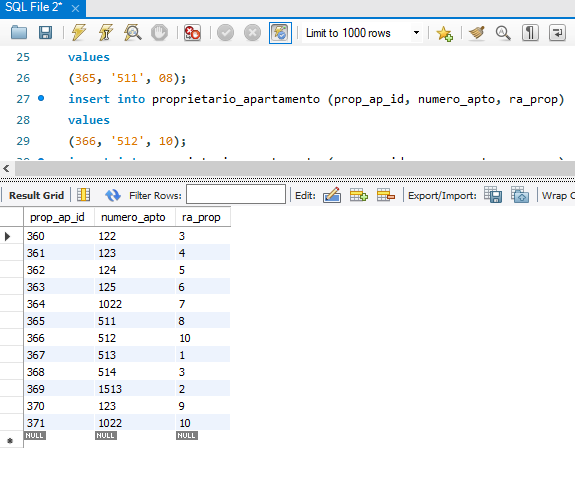 SQL File 2*
Limit to 1000 rows
25 values
26 (365, '511', 08);
27 insert into proprietario_apartamento (prop_ap_id, numero_apto, ra_prop)
28 values
29 (366, '512', 10);
Result Grid Filter Rows: Edit: Export/Import: Wrap C
prop_ap_id numero_apto ra_prop
360 122 3
361 123 4
362 124 5
363 125 6
364 1022 7
365 511 8
366 512 10
367 513 1
368 514 3
369 1513 2
370 123 9
371 1022 10
NULL NULL NULL